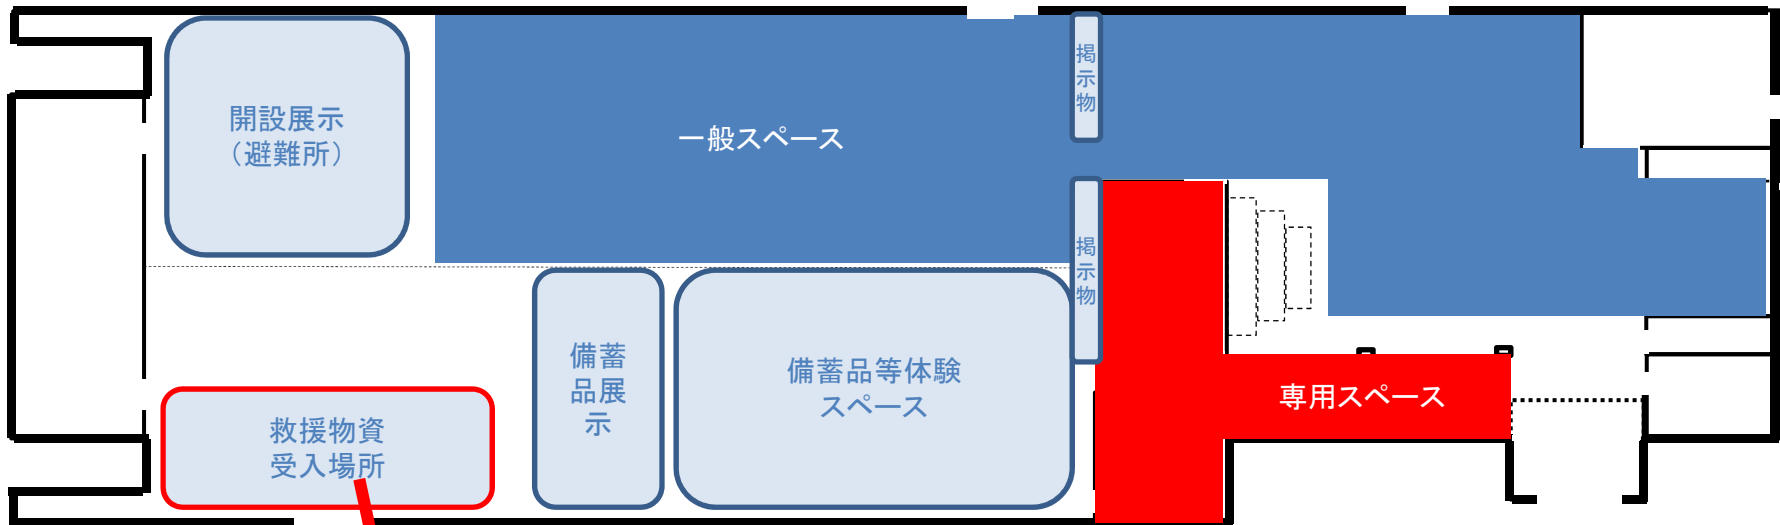 開設展示
（避難所）
一般スペース
掲
示
物
掲
示
物
備蓄
品展
示
備蓄品等体験
スペース
専用スペース
救援物資
受入場所